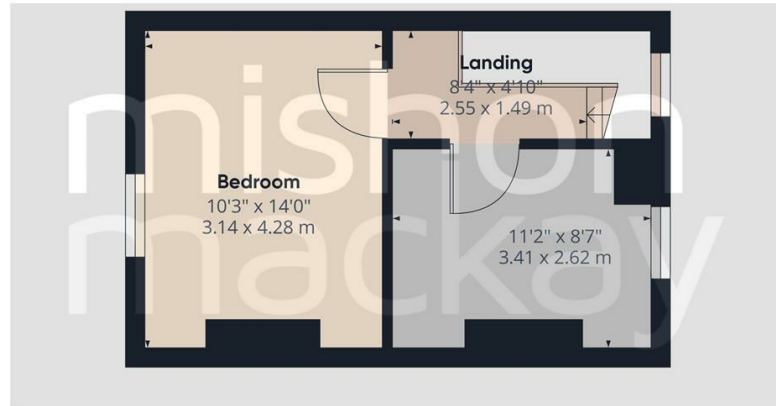 mishon
mackay
Landing
8'4" x 4'10"
2.55 x 1.49 m
Bedroom
10'3" x 14'0"
3.14 x 4.28 m
11'2" x 8'7"
3.41 x 2.62 m